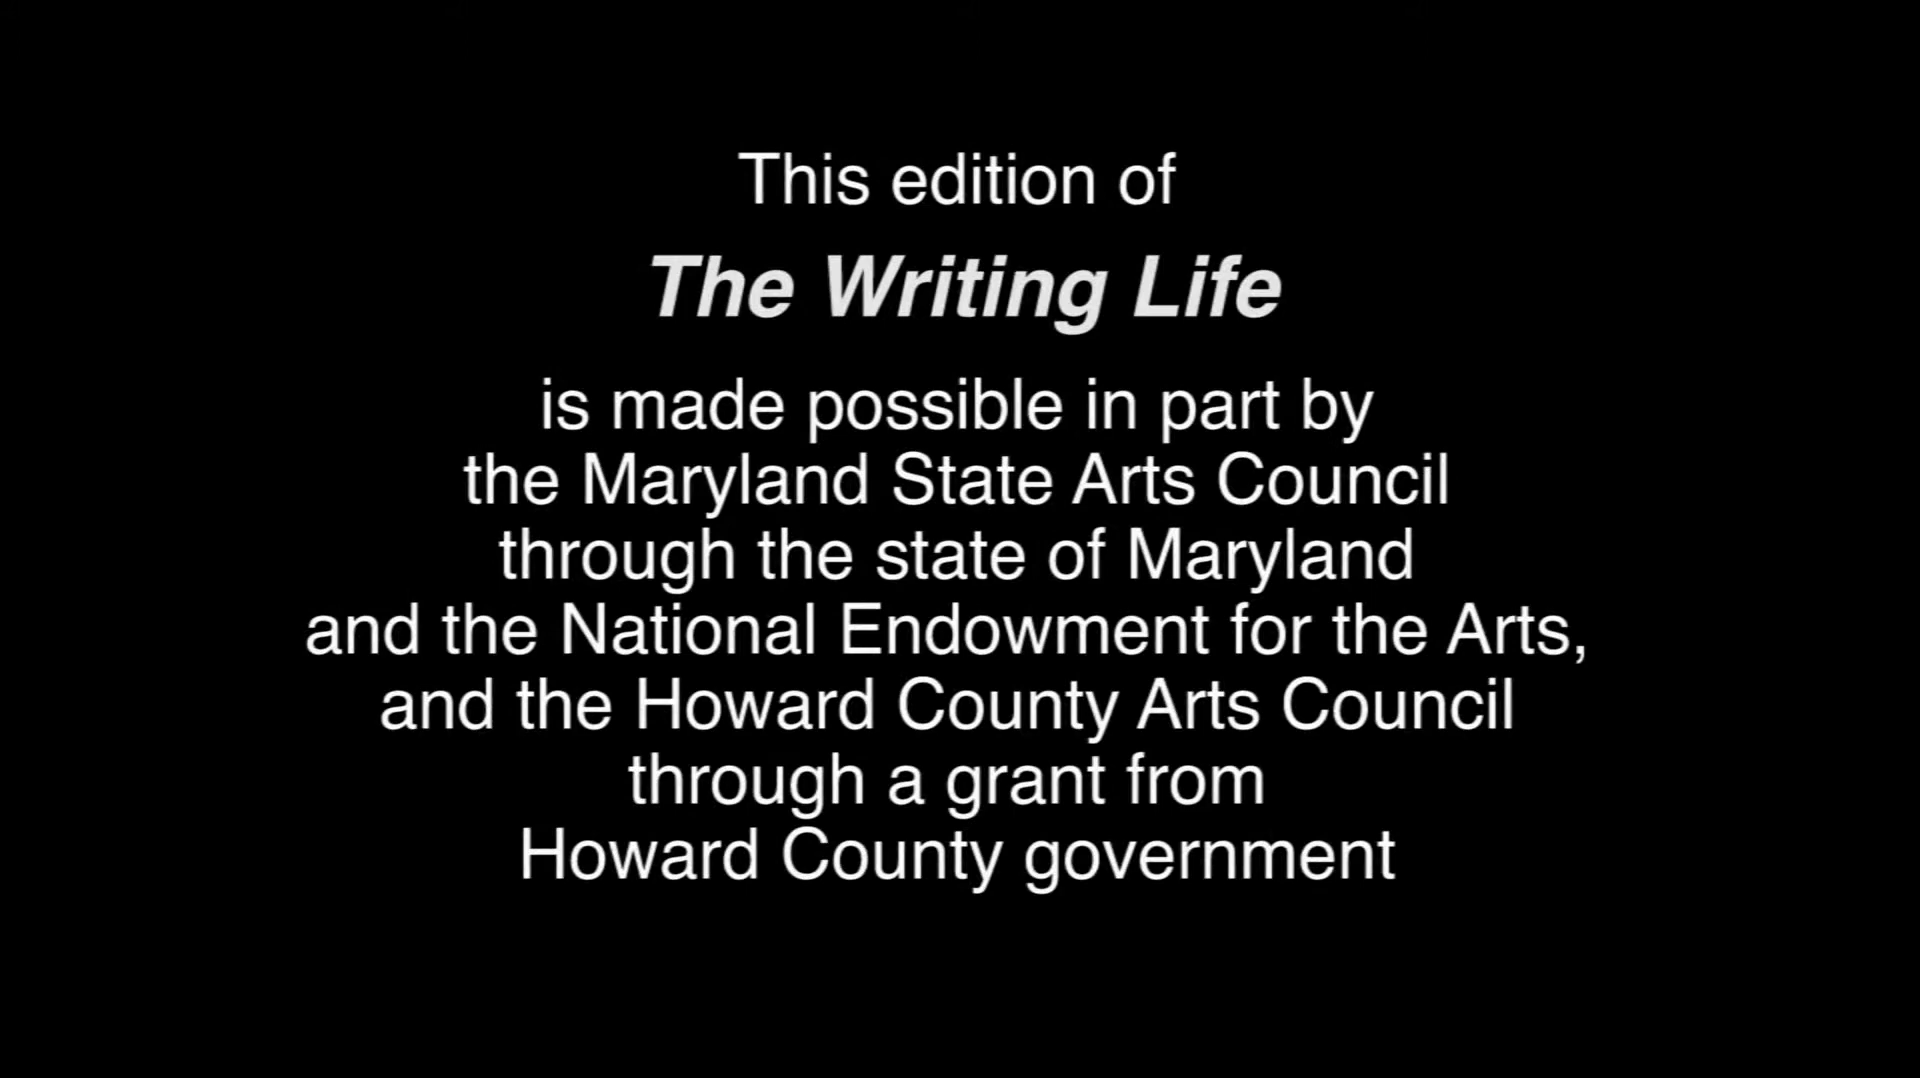 This edition of
The Writing Life
is made possible in part by
the Maryland State Arts Council
through the state of Maryland
and the National Endowment for the Arts,
and the Howard County Arts Council
through a grant from
Howard County government